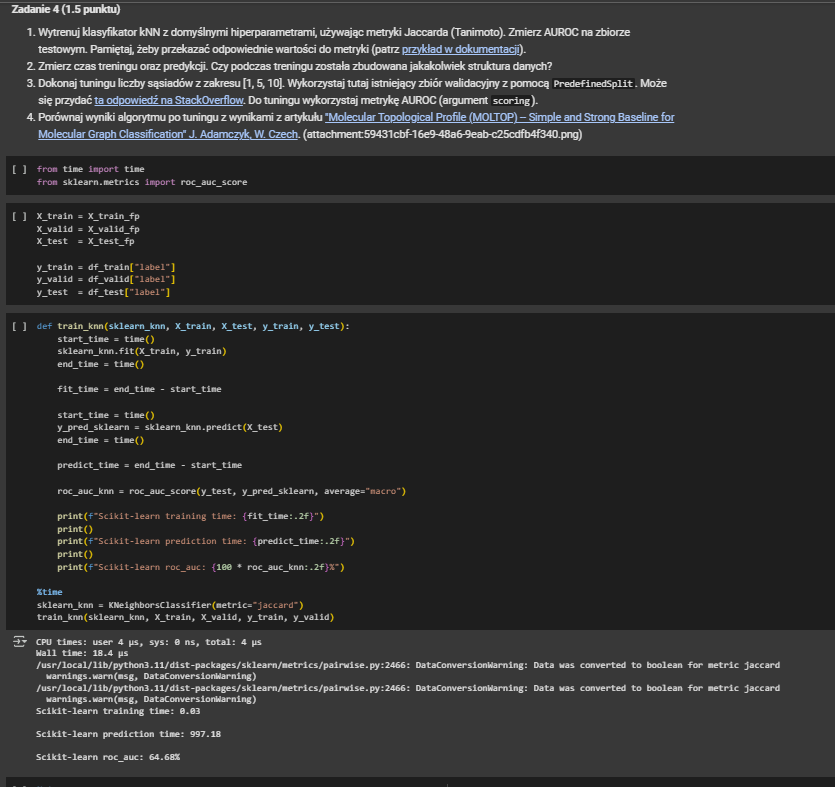 Zadanie 4 (1.5 punktu)
1. Wytrenuj klasyfikator kNN z domyślnymi hiperparametrami, używając metryki Jaccarda (Tanimoto). Zmierz AUROC na zbiorze
testowym. Pamiętaj, żeby przekazać odpowiednie wartości do metryki (patrz przykład w dokumentacji).
2. Zmierz czas treningu oraz predykcji. Czy podczas treningu została zbudowana jakakolwiek struktura danych?
3. Dokonaj tuningu liczby sąsiadów z zakresu [1, 5, 10]. Wykorzystaj tutaj istniejący zbiór walidacyjny z pomocą PredefinedSplit. Może
się przydać ta odpowiedź na StackOverflow. Do tuningu wykorzystaj metrykę AUROC (argument scoring).
4. Porównaj wyniki algorytmu po tuningu z wynikami z artykułu "Molecular Topological Profile (MOLTOP) – Simple and Strong Baseline for
Molecular Graph Classification" J. Adamczyk, W. Czech. (attachment:59431cbf-16e9-48a6-9eab-c25cdfb4f340.png)
[ ] from time import time
from sklearn.metrics import roc_auc_score
[ ] X_train = X_train_fp
X_valid = X_valid_fp
X_test  = X_test_fp
y_train = df_train["label"]
y_valid = df_valid["label"]
y_test  = df_test["label"]
[ ] def train_knn(sklearn_knn, X_train, X_test, y_train, y_test):
    start_time = time()
    sklearn_knn.fit(X_train, y_train)
    end_time = time()
    fit_time = end_time - start_time
    start_time = time()
    y_pred_sklearn = sklearn_knn.predict(X_test)
    end_time = time()
    predict_time = end_time - start_time
    roc_auc_knn = roc_auc_score(y_test, y_pred_sklearn, average="macro")
    print(f"Scikit-learn training time: {fit_time:.2f}")
    print()
    print(f"Scikit-learn prediction time: {predict_time:.2f}")
    print()
    print(f"Scikit-learn roc_auc: {100 * roc_auc_knn:.2f}%")
%time
sklearn_knn = KNeighborsClassifier(metric="jaccard")
train_knn(sklearn_knn, X_train, X_valid, y_train, y_valid)
CPU times: user 4 µs, sys: 0 ns, total: 4 µs
Wall time: 18.4 µs
/usr/local/lib/python3.11/dist-packages/sklearn/metrics/pairwise.py:2466: DataConversionWarning: Data was converted to boolean for metric jaccard
  warnings.warn(msg, DataConversionWarning)
/usr/local/lib/python3.11/dist-packages/sklearn/metrics/pairwise.py:2466: DataConversionWarning: Data was converted to boolean for metric jaccard
  warnings.warn(msg, DataConversionWarning)
Scikit-learn training time: 0.03
Scikit-learn prediction time: 997.18
Scikit-learn roc_auc: 64.68%